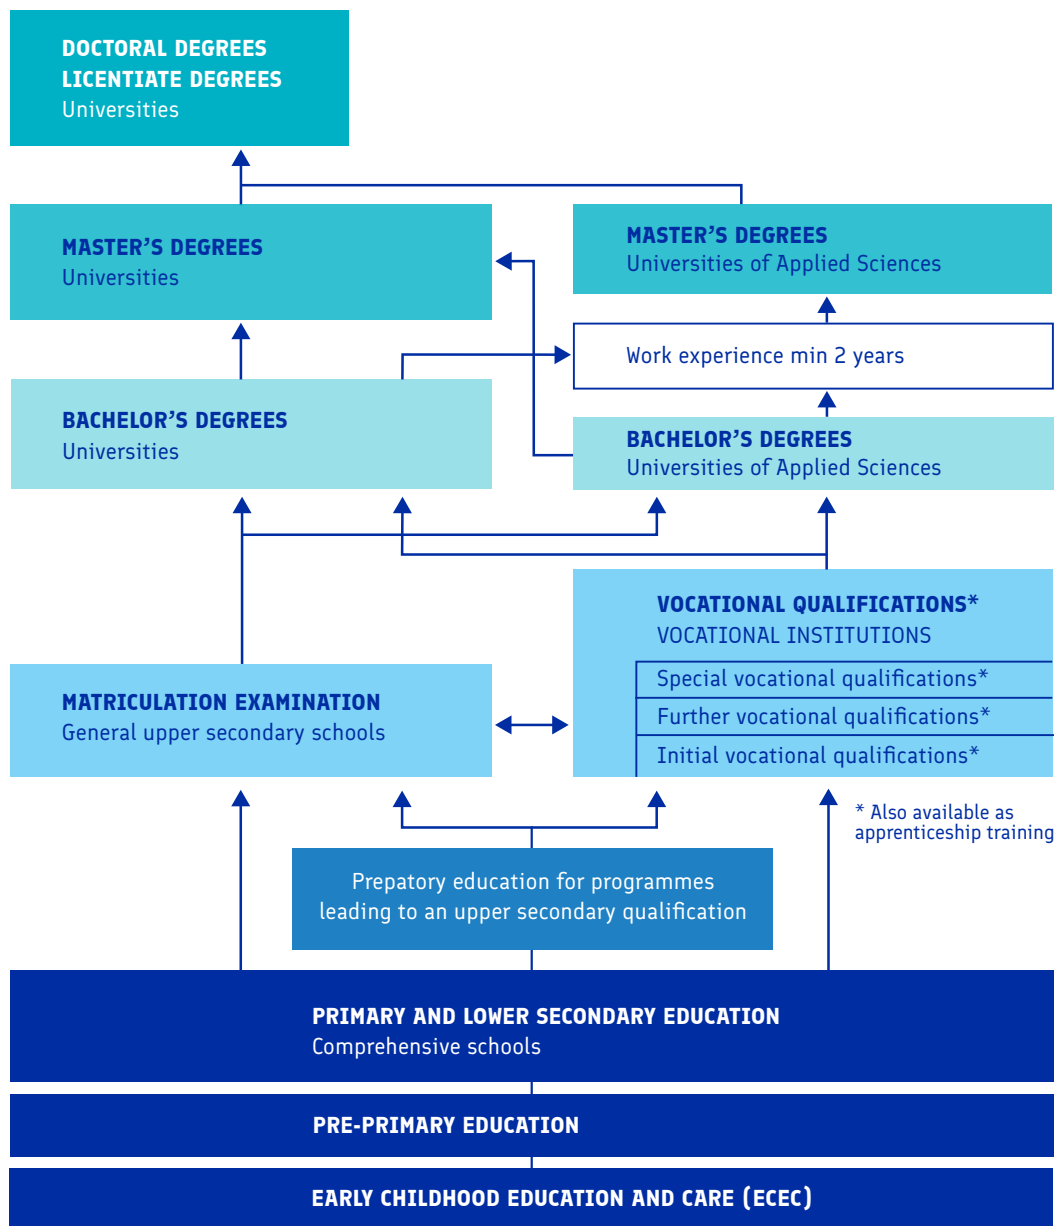 DOCTORAL DEGREES
LICENTIATE DEGREES
Universities
MASTER'S DEGREES
Universities
MASTER'S DEGREES
Universities of Applied Sciences
Work experience min 2 years
BACHELOR'S DEGREES
Universities
BACHELOR'S DEGREES
Universities of Applied Sciences
VOCATIONAL QUALIFICATIONS*
VOCATIONAL INSTITUTIONS
Special vocational qualifications*
Further vocational qualifications*
Initial vocational qualifications*
MATRICULATION EXAMINATION
General upper secondary schools
* Also available as
apprenticeship training
Prepatory education for programmes
leading to an upper secondary qualification
PRIMARY AND LOWER SECONDARY EDUCATION
Comprehensive schools
PRE-PRIMARY EDUCATION
EARLY CHILDHOOD EDUCATION AND CARE (ECEC)